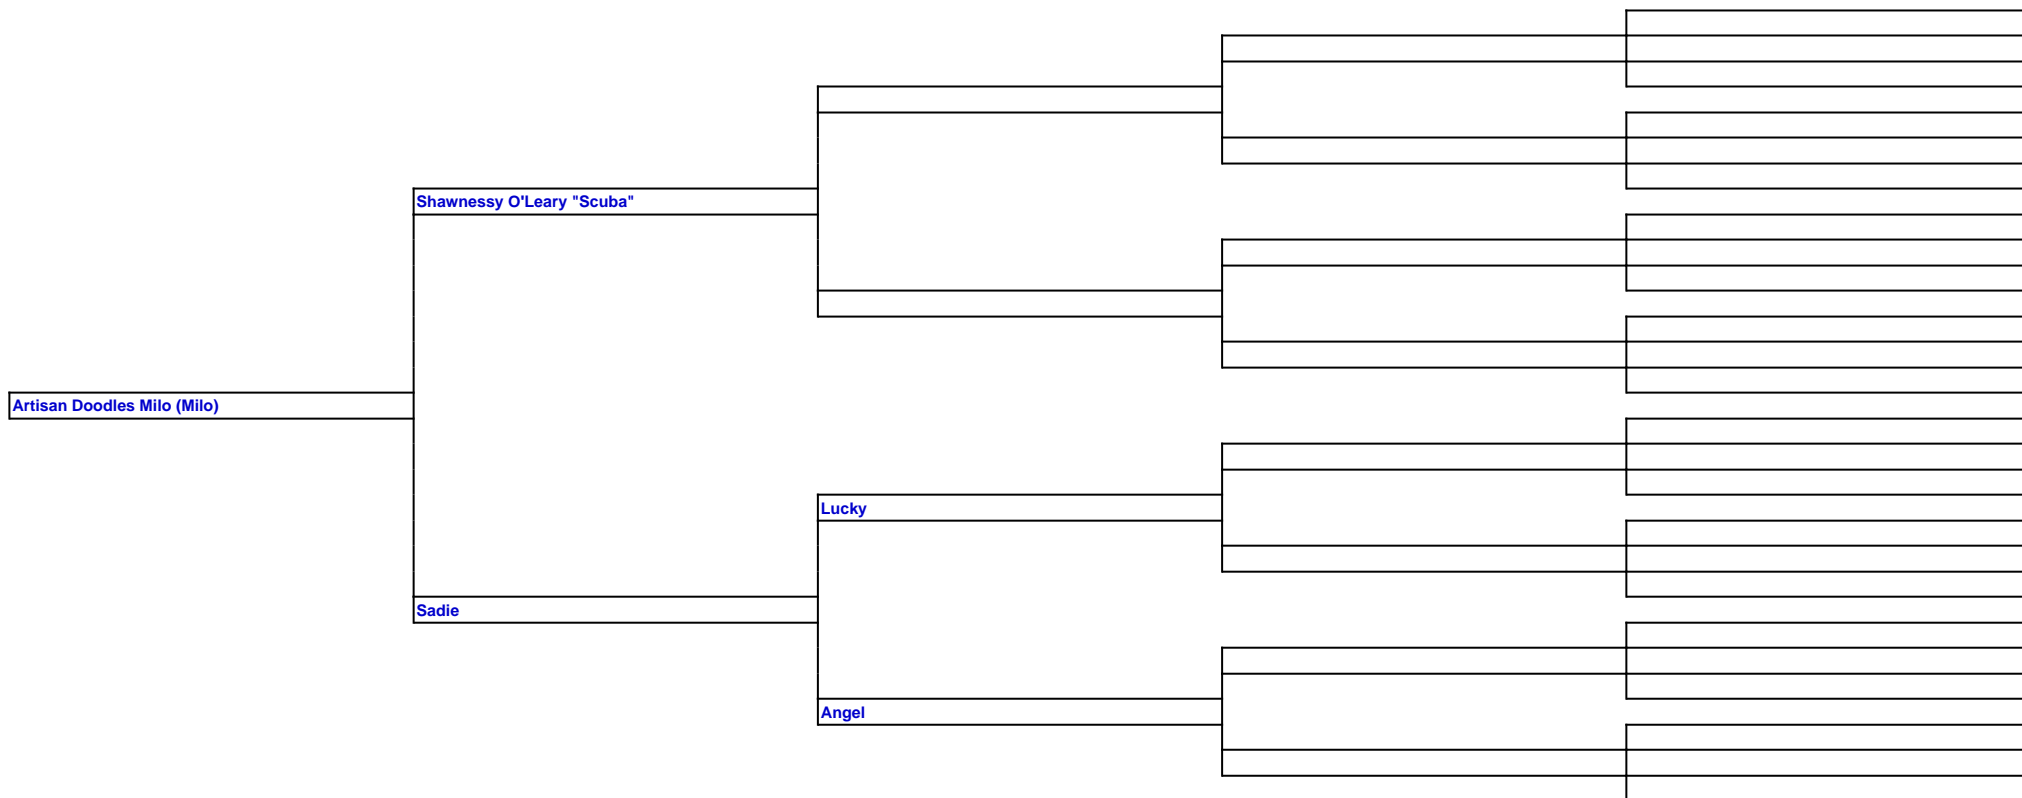 Shawnessy O'Leary "Scuba"
Artisan Doodles Milo (Milo)
Lucky
Sadie
Angel